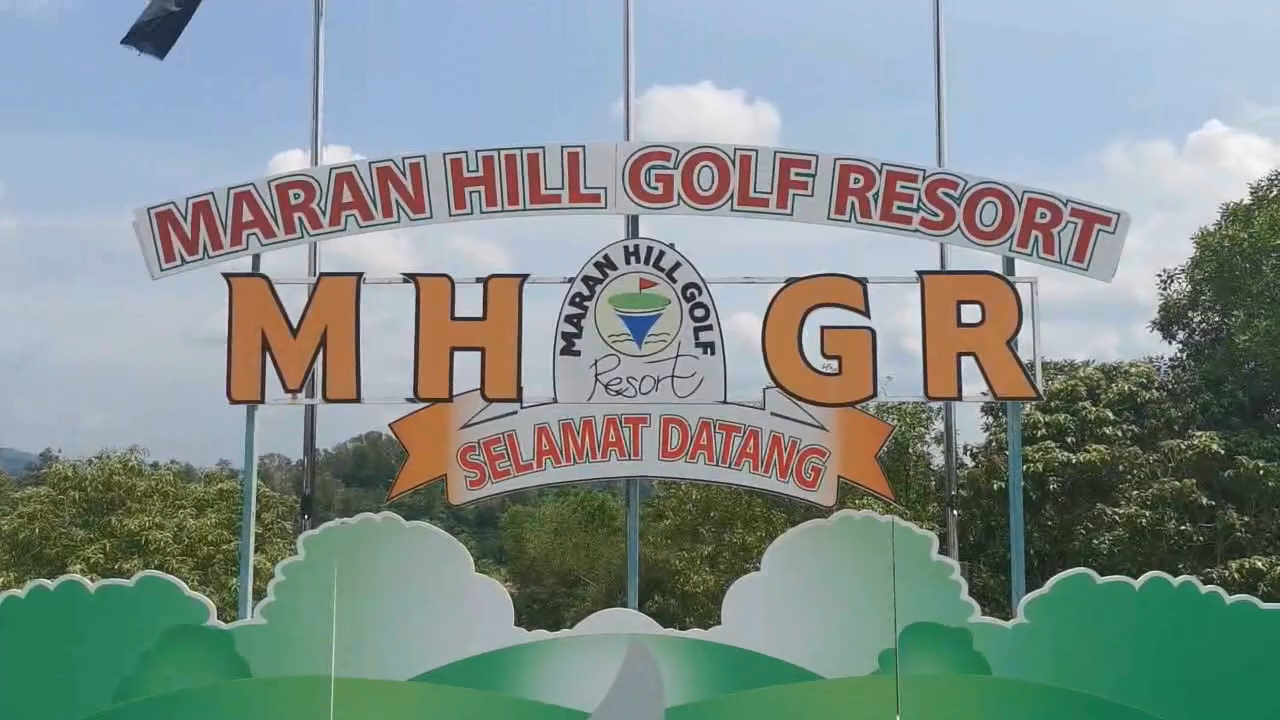 MARAN HILL GOLF RESORT
MH GR
MARAN HILL GOLF
Resort
SELAMAT DATANG